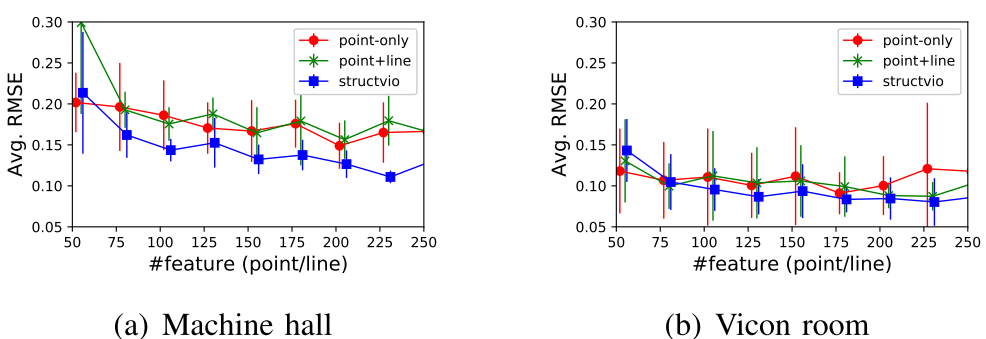 0.30
0.25
0.20
0.15
0.10
0.05
Avg. RMSE
50 75 100 125 150 175 200 225 250
#feature (point/line)
point-only
point+line
structvio
(a) Machine hall
0.30
0.25
0.20
0.15
0.10
0.05
Avg. RMSE
50 75 100 125 150 175 200 225 250
#feature (point/line)
point-only
point+line
structvio
(b) Vicon room